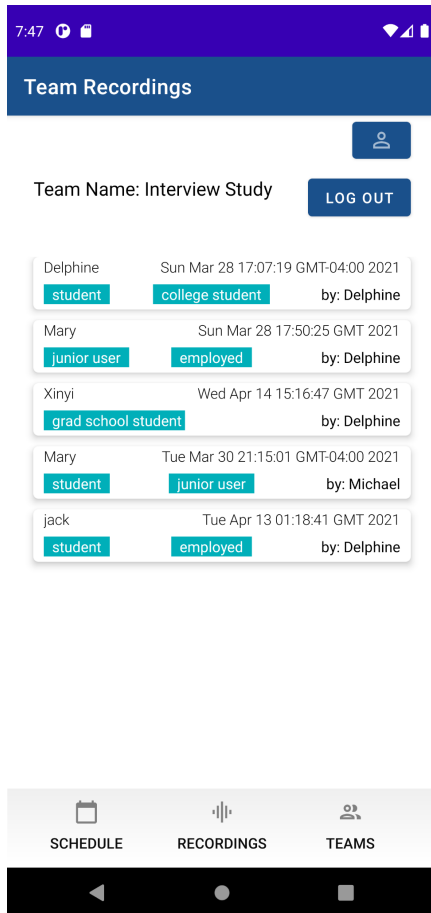 7:47
Team Recordings
Team Name: Interview Study
LOG OUT
Delphine Sun Mar 28 17:07:19 GMT-04:00 2021
student college student by: Delphine
Mary Sun Mar 28 17:50:25 GMT 2021
junior user employed by: Delphine
Xinyi Wed Apr 14 15:16:47 GMT 2021
grad school student by: Delphine
Mary Tue Mar 30 21:15:01 GMT-04:00 2021
student junior user by: Michael
jack Tue Apr 13 01:18:41 GMT 2021
student employed by: Delphine
SCHEDULE RECORDINGS TEAMS